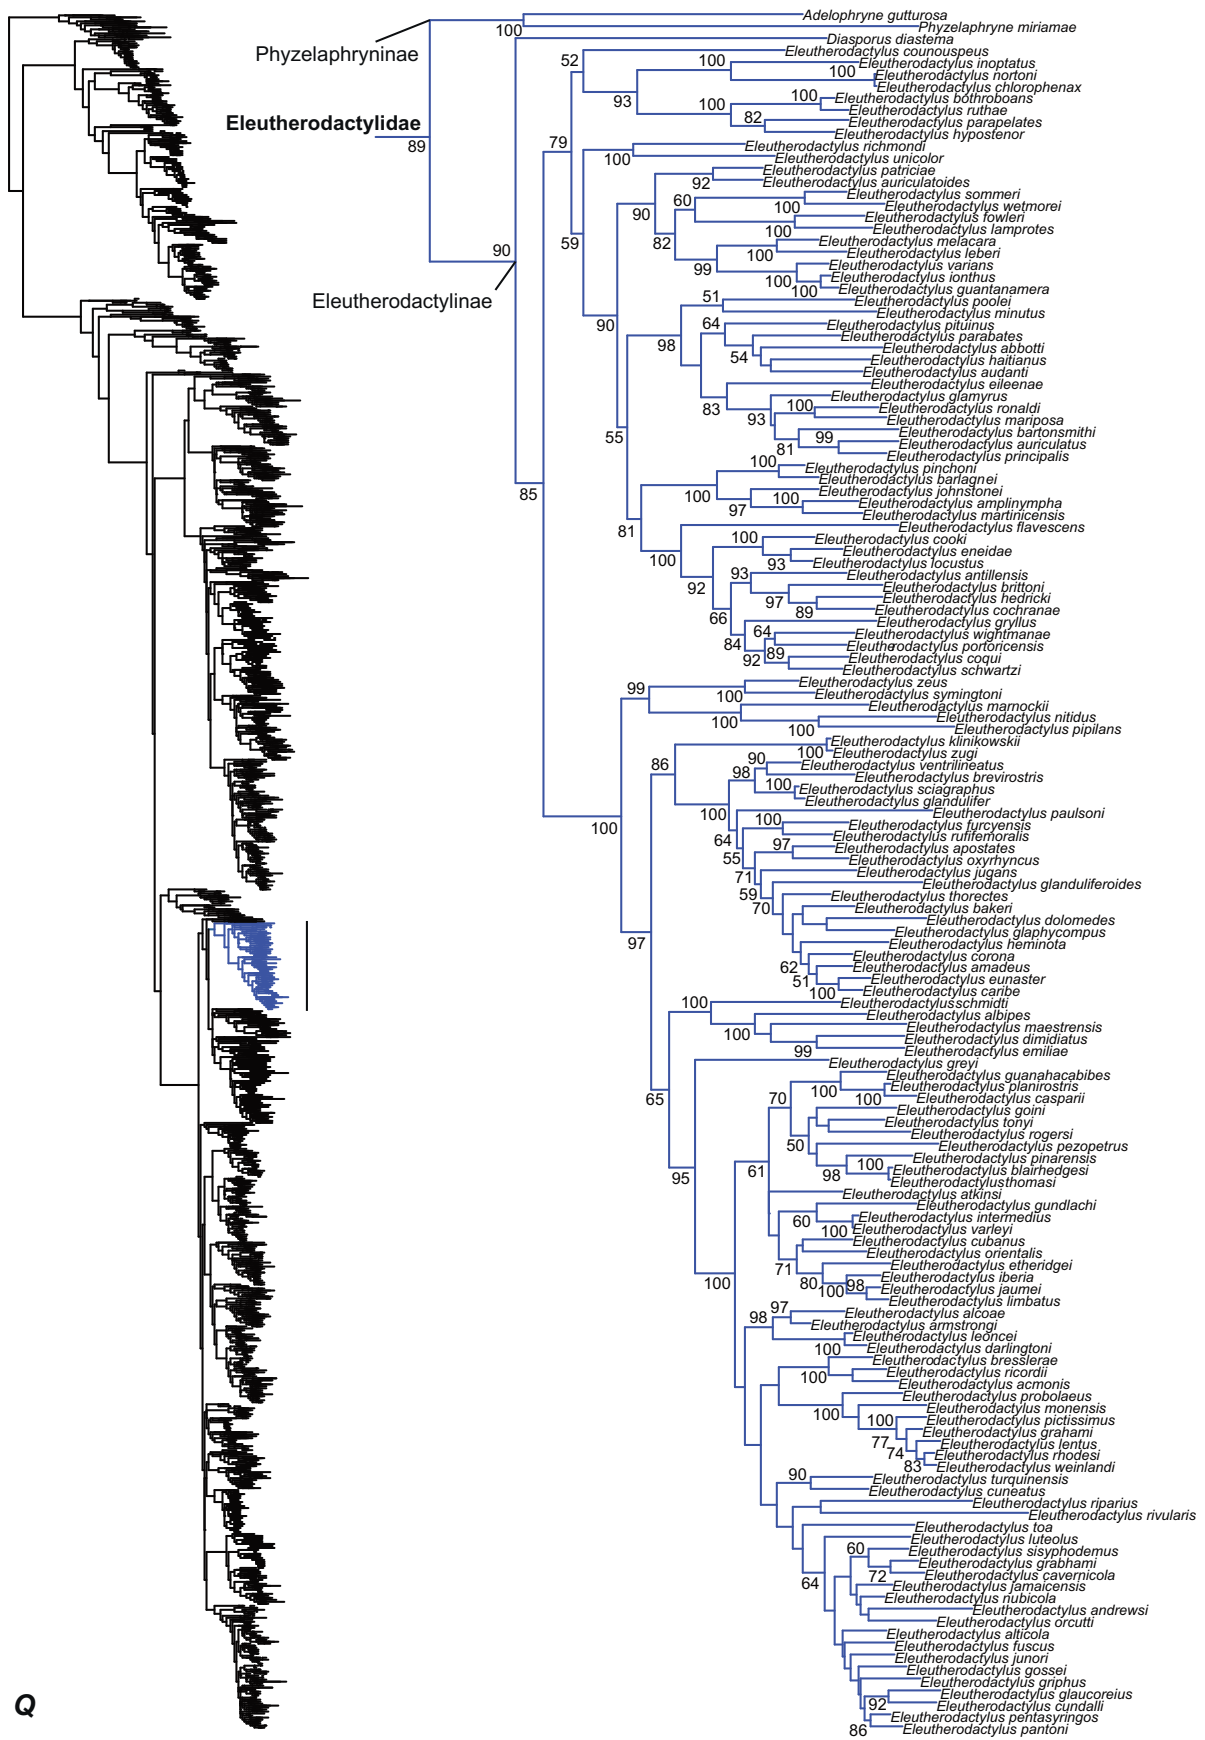 Adelophryne gutturosa
100
Phyzelaphryne miriamae
Phyzelaphryninae
Diasporus diastema
Eleutherodactylus counouspeus
52
100
Eleutherodactylus inoptatus
100
Eleutherodactylus nortoni
Eleutherodactylus chlorophenax
93
100
100
Eleutherodactylus bothroboans
Eleutherodactylus ruthae
82
Eleutherodactylus parapelates
Eleutherodactylus hypostenor
Eleutherodactylidae
89
79
Eleutherodactylus richmondi
100
Eleutherodactylus unicolor
Eleutherodactylus patriciae
92
Eleutherodactylus auriculatoides
90
60
Eleutherodactylus sommeri
100
Eleutherodactylus wetmorei
Eleutherodactylus fowleri
100
Eleutherodactylus lamprotes
59
82
Eleutherodactylus melacara
100
Eleutherodactylus leberi
99
Eleutherodactylus varians
100
Eleutherodactylus ionthus
100
Eleutherodactylus guantanamera
90
Eleutherodactylinae
90
51
Eleutherodactylus poolei
Eleutherodactylus minutus
98
64
Eleutherodactylus pituinus
Eleutherodactylus parabates
54
Eleutherodactylus abbotti
Eleutherodactylus haitianus
Eleutherodactylus audanti
Eleutherodactylus eileenae
83
Eleutherodactylus glamyrus
93
100
Eleutherodactylus ronaldi
Eleutherodactylus mariposa
55
Eleutherodactylus bartonsmithi
81
99
Eleutherodactylus auriculatus
Eleutherodactylus principalis
85
100
Eleutherodactylus pinchoni
Eleutherodactylus barlagnei
100
Eleutherodactylus johnstonei
97
100
Eleutherodactylus amplinympha
Eleutherodactylus martinicensis
81
Eleutherodactylus flavescens
100
100
Eleutherodactylus cooki
Eleutherodactylus eneidae
93
Eleutherodactylus locustus
92
93
Eleutherodactylus antillensis
Eleutherodactylus brittoni
97
Eleutherodactylus hedricki
89
Eleutherodactylus cochranae
66
Eleutherodactylus gryllus
84
64
Eleutherodactylus wightmanae
Eleutherodactylus portoricensis
92
89
Eleutherodactylus coqui
Eleutherodactylus schwartzi
99
Eleutherodactylus zeus
100
Eleutherodactylus symingtoni
Eleutherodactylus marnockii
100
Eleutherodactylus nitidus
100
Eleutherodactylus pipilans
Eleutherodactylus klinikowskii
100
Eleutherodactylus zugi
86
90
Eleutherodactylus ventrilineatus
98
Eleutherodactylus brevirostris
100
Eleutherodactylus sciagraphus
Eleutherodactylus glandulifer
100
100
Eleutherodactylus paulsoni
100
Eleutherodactylus furcyensis
64
Eleutherodactylus rufifemoralis
97
Eleutherodactylus apostates
55
Eleutherodactylus oxyrhyncus
71
Eleutherodactylus jugans
Eleutherodactylus glanduliferoides
59
Eleutherodactylus thorectes
70
Eleutherodactylus bakeri
Eleutherodactylus dolomedes
Eleutherodactylus glaphycompus
97
Eleutherodactylus heminota
Eleutherodactylus corona
62
Eleutherodactylus amadeus
51
Eleutherodactylus eunaster
100
Eleutherodactylus caribe
100
Eleutherodactylusschmidti
Eleutherodactylus albipes
100
Eleutherodactylus maestrensis
Eleutherodactylus dimidiatus
99
Eleutherodactylus emiliae
Eleutherodactylus greyi
65
Eleutherodactylus guanahacabibes
100
Eleutherodactylus planirostris
100
Eleutherodactylus casparii
70
Eleutherodactylus goini
Eleutherodactylus tonyi
Eleutherodactylus rogersi
50
Eleutherodactylus pezopetrus
Eleutherodactylus pinarensis
98
100
Eleutherodactylus blairhedgesi
Eleutherodactylusthomasi
95
61
Eleutherodactylus atkinsi
Eleutherodactylus gundlachi
60
Eleutherodactylus intermedius
100
Eleutherodactylus varleyi
Eleutherodactylus cubanus
Eleutherodactylus orientalis
71
Eleutherodactylus etheridgei
80
Eleutherodactylus iberia
100
98
Eleutherodactylus jaumei
Eleutherodactylus limbatus
100
98
97
Eleutherodactylus alcoae
Eleutherodactylus armstrongi
Eleutherodactylus leoncei
100
Eleutherodactylus darlingtoni
Eleutherodactylus bresslerae
100
Eleutherodactylus ricordii
Eleutherodactylus acmonis
Eleutherodactylus probolaeus
100
Eleutherodactylus monensis
100
Eleutherodactylus pictissimus
Eleutherodactylus grahami
77
Eleutherodactylus lentus
74
Eleutherodactylus rhodesi
83
Eleutherodactylus weinlandi
90
Eleutherodactylus turquinensis
Eleutherodactylus cuneatus
Eleutherodactylus riparius
Eleutherodactylus rivularis
Eleutherodactylus toa
Eleutherodactylus luteolus
60
Eleutherodactylus sisyphodemus
Eleutherodactylus grabhami
72
Eleutherodactylus cavernicola
64
Eleutherodactylus jamaicensis
Eleutherodactylus nubicola
Eleutherodactylus andrewsi
Eleutherodactylus orcutti
Eleutherodactylus alticola
Eleutherodactylus fuscus
Eleutherodactylus junori
Eleutherodactylus gossei
Eleutherodactylus griphus
Eleutherodactylus glaucoreius
92
Eleutherodactylus cundalli
Eleutherodactylus pentasyringos
86
Eleutherodactylus pantoni
Q